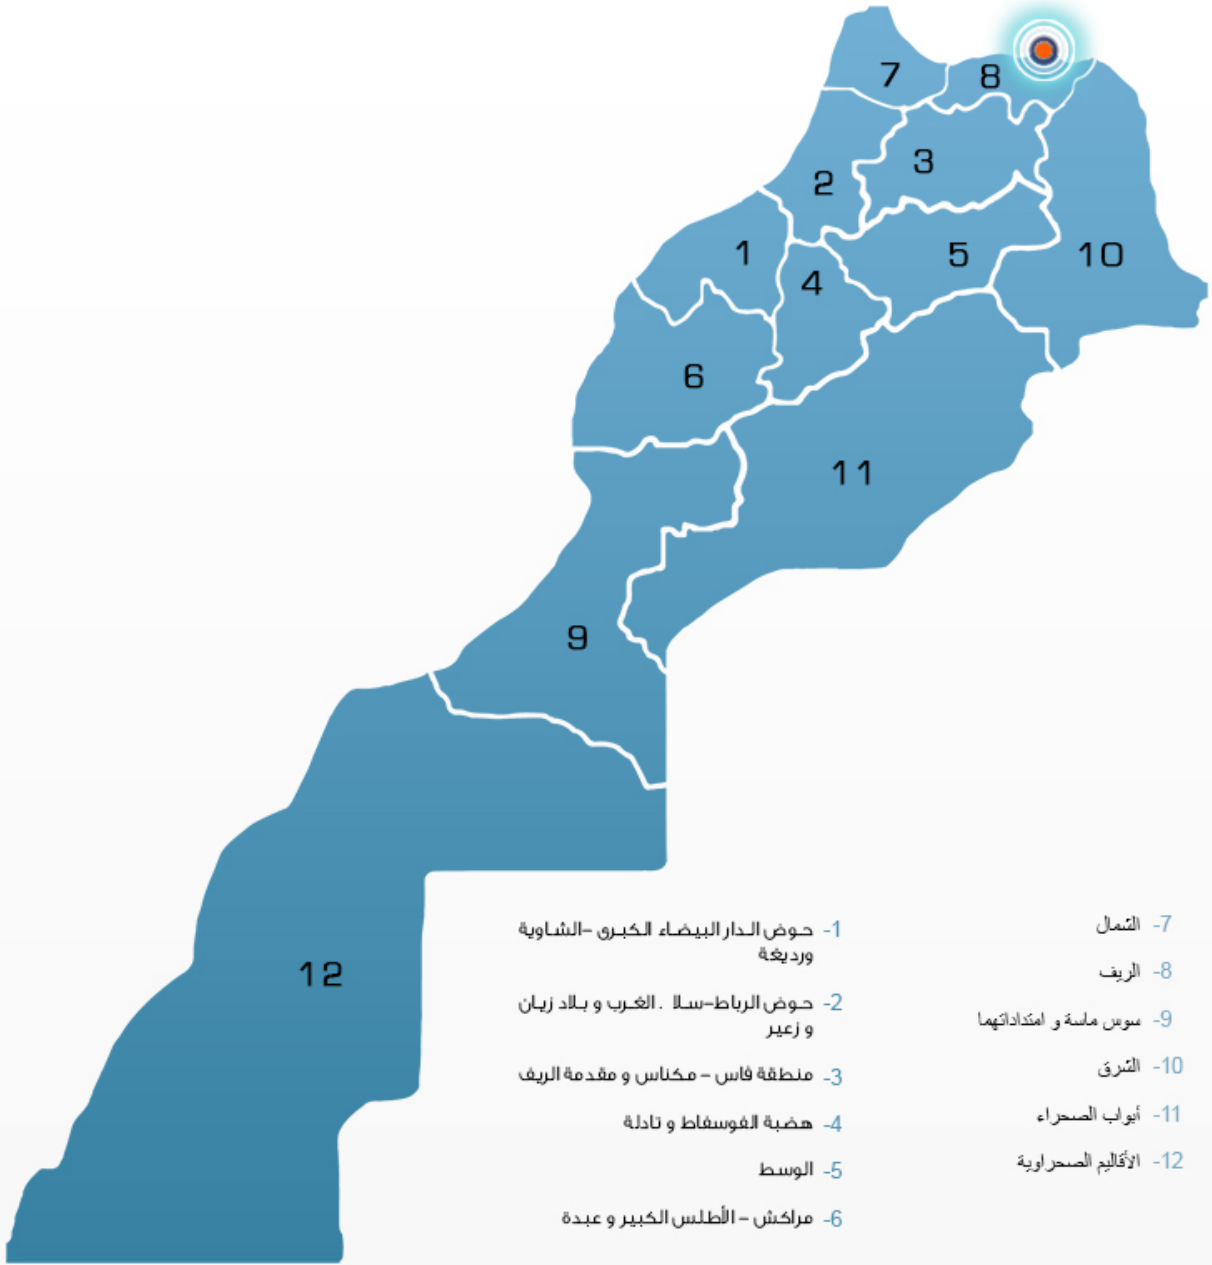 7
8
3
2
1
5
10
4
6
11
9
12
1- حوض الدار البيضاء الكبرى –الشاوية
ورديغة
2- حوض الرباط–سلا . الغرب و بلاد زيان
و زعير
3- منطقة فاس – مكناس و مقدمة الريف
4- هضبة الفوسفاط و تادلة
5- الوسط
6- مراكش – الأطلس الكبير و عبدة
7- الشمال
8- الريف
9- سوس ماسة و امتداداتهما
10- الشرق
11- أبواب الصحراء
12- الأقاليم الصحراوية